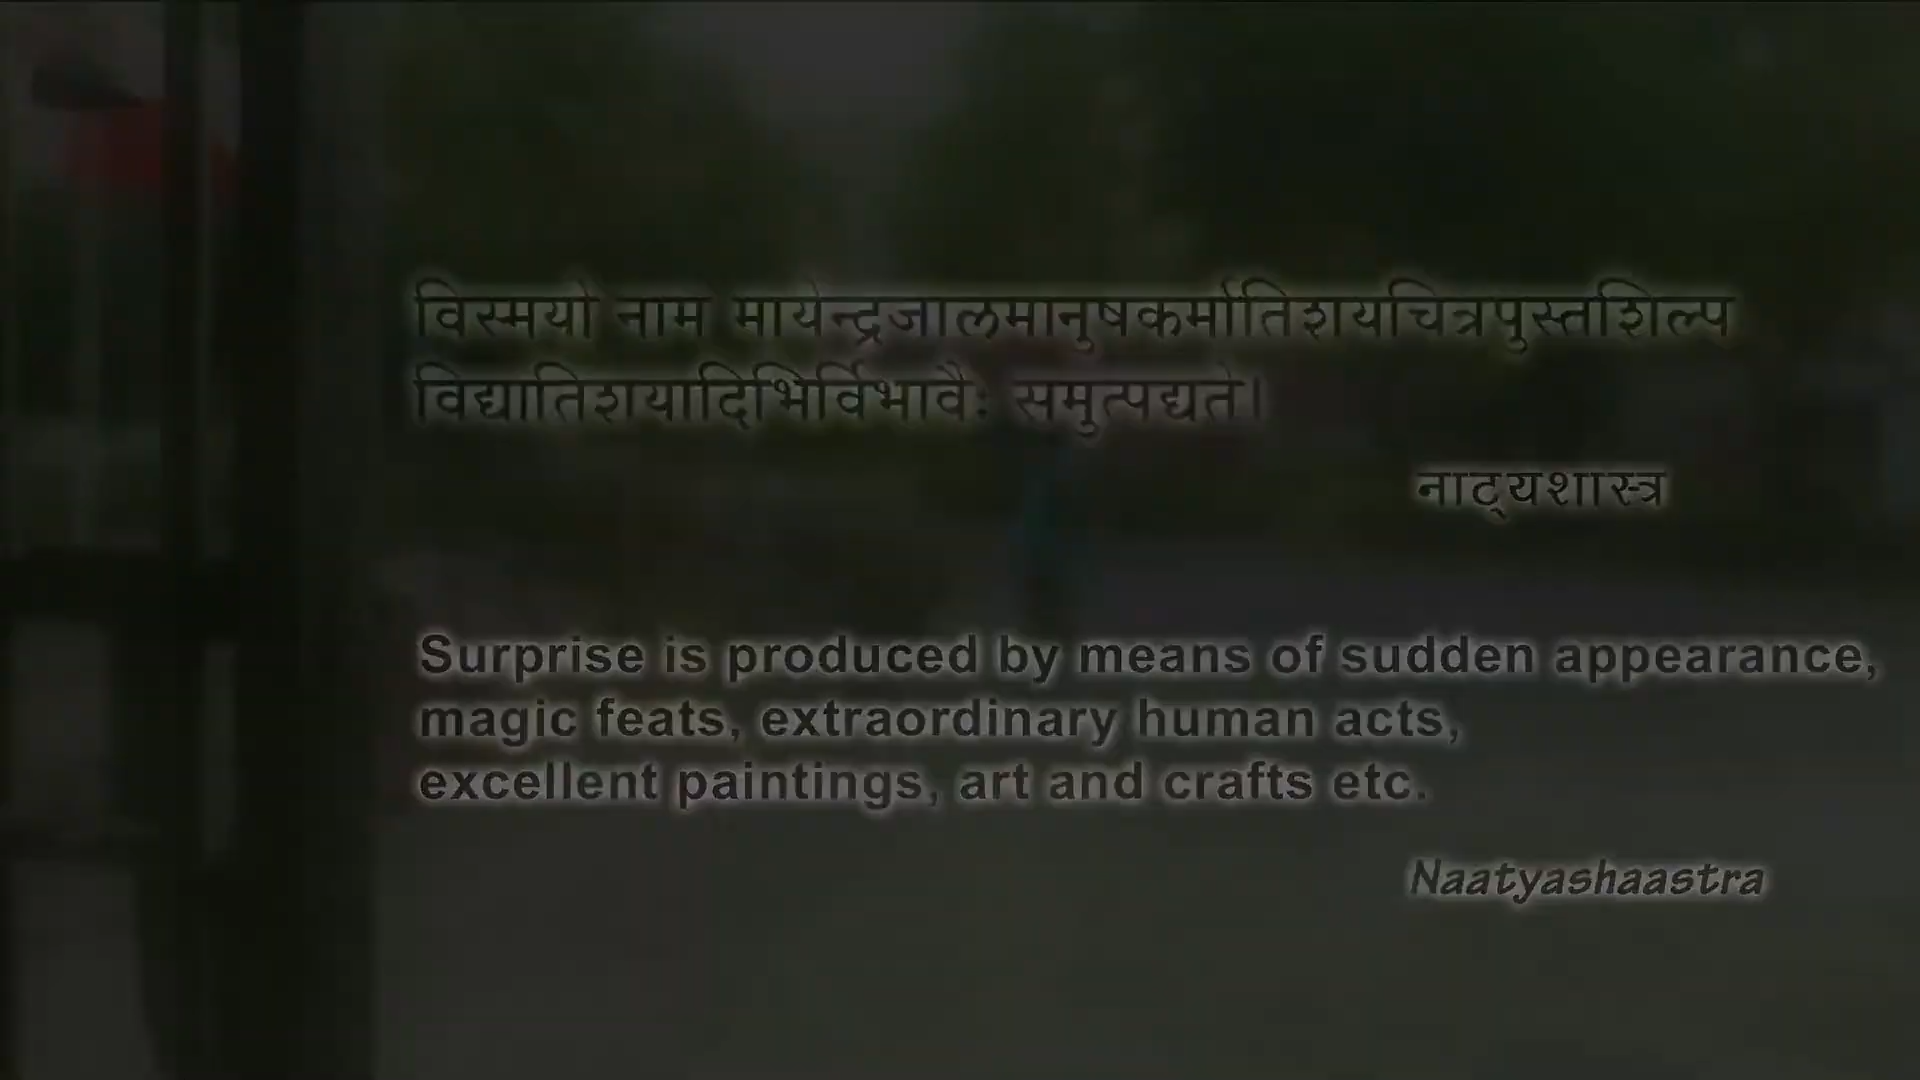 विस्मयो नाम मायेन्द्रजालमानुषकर्मातिशयचित्रपुस्तशिल्प
विद्यातिशयादिभिर्विभावैः समुत्पद्यते।
नाट्यशास्त्र
Surprise is produced by means of sudden appearance,
magic feats, extraordinary human acts,
excellent paintings, art and crafts etc.
Naatyashaastra